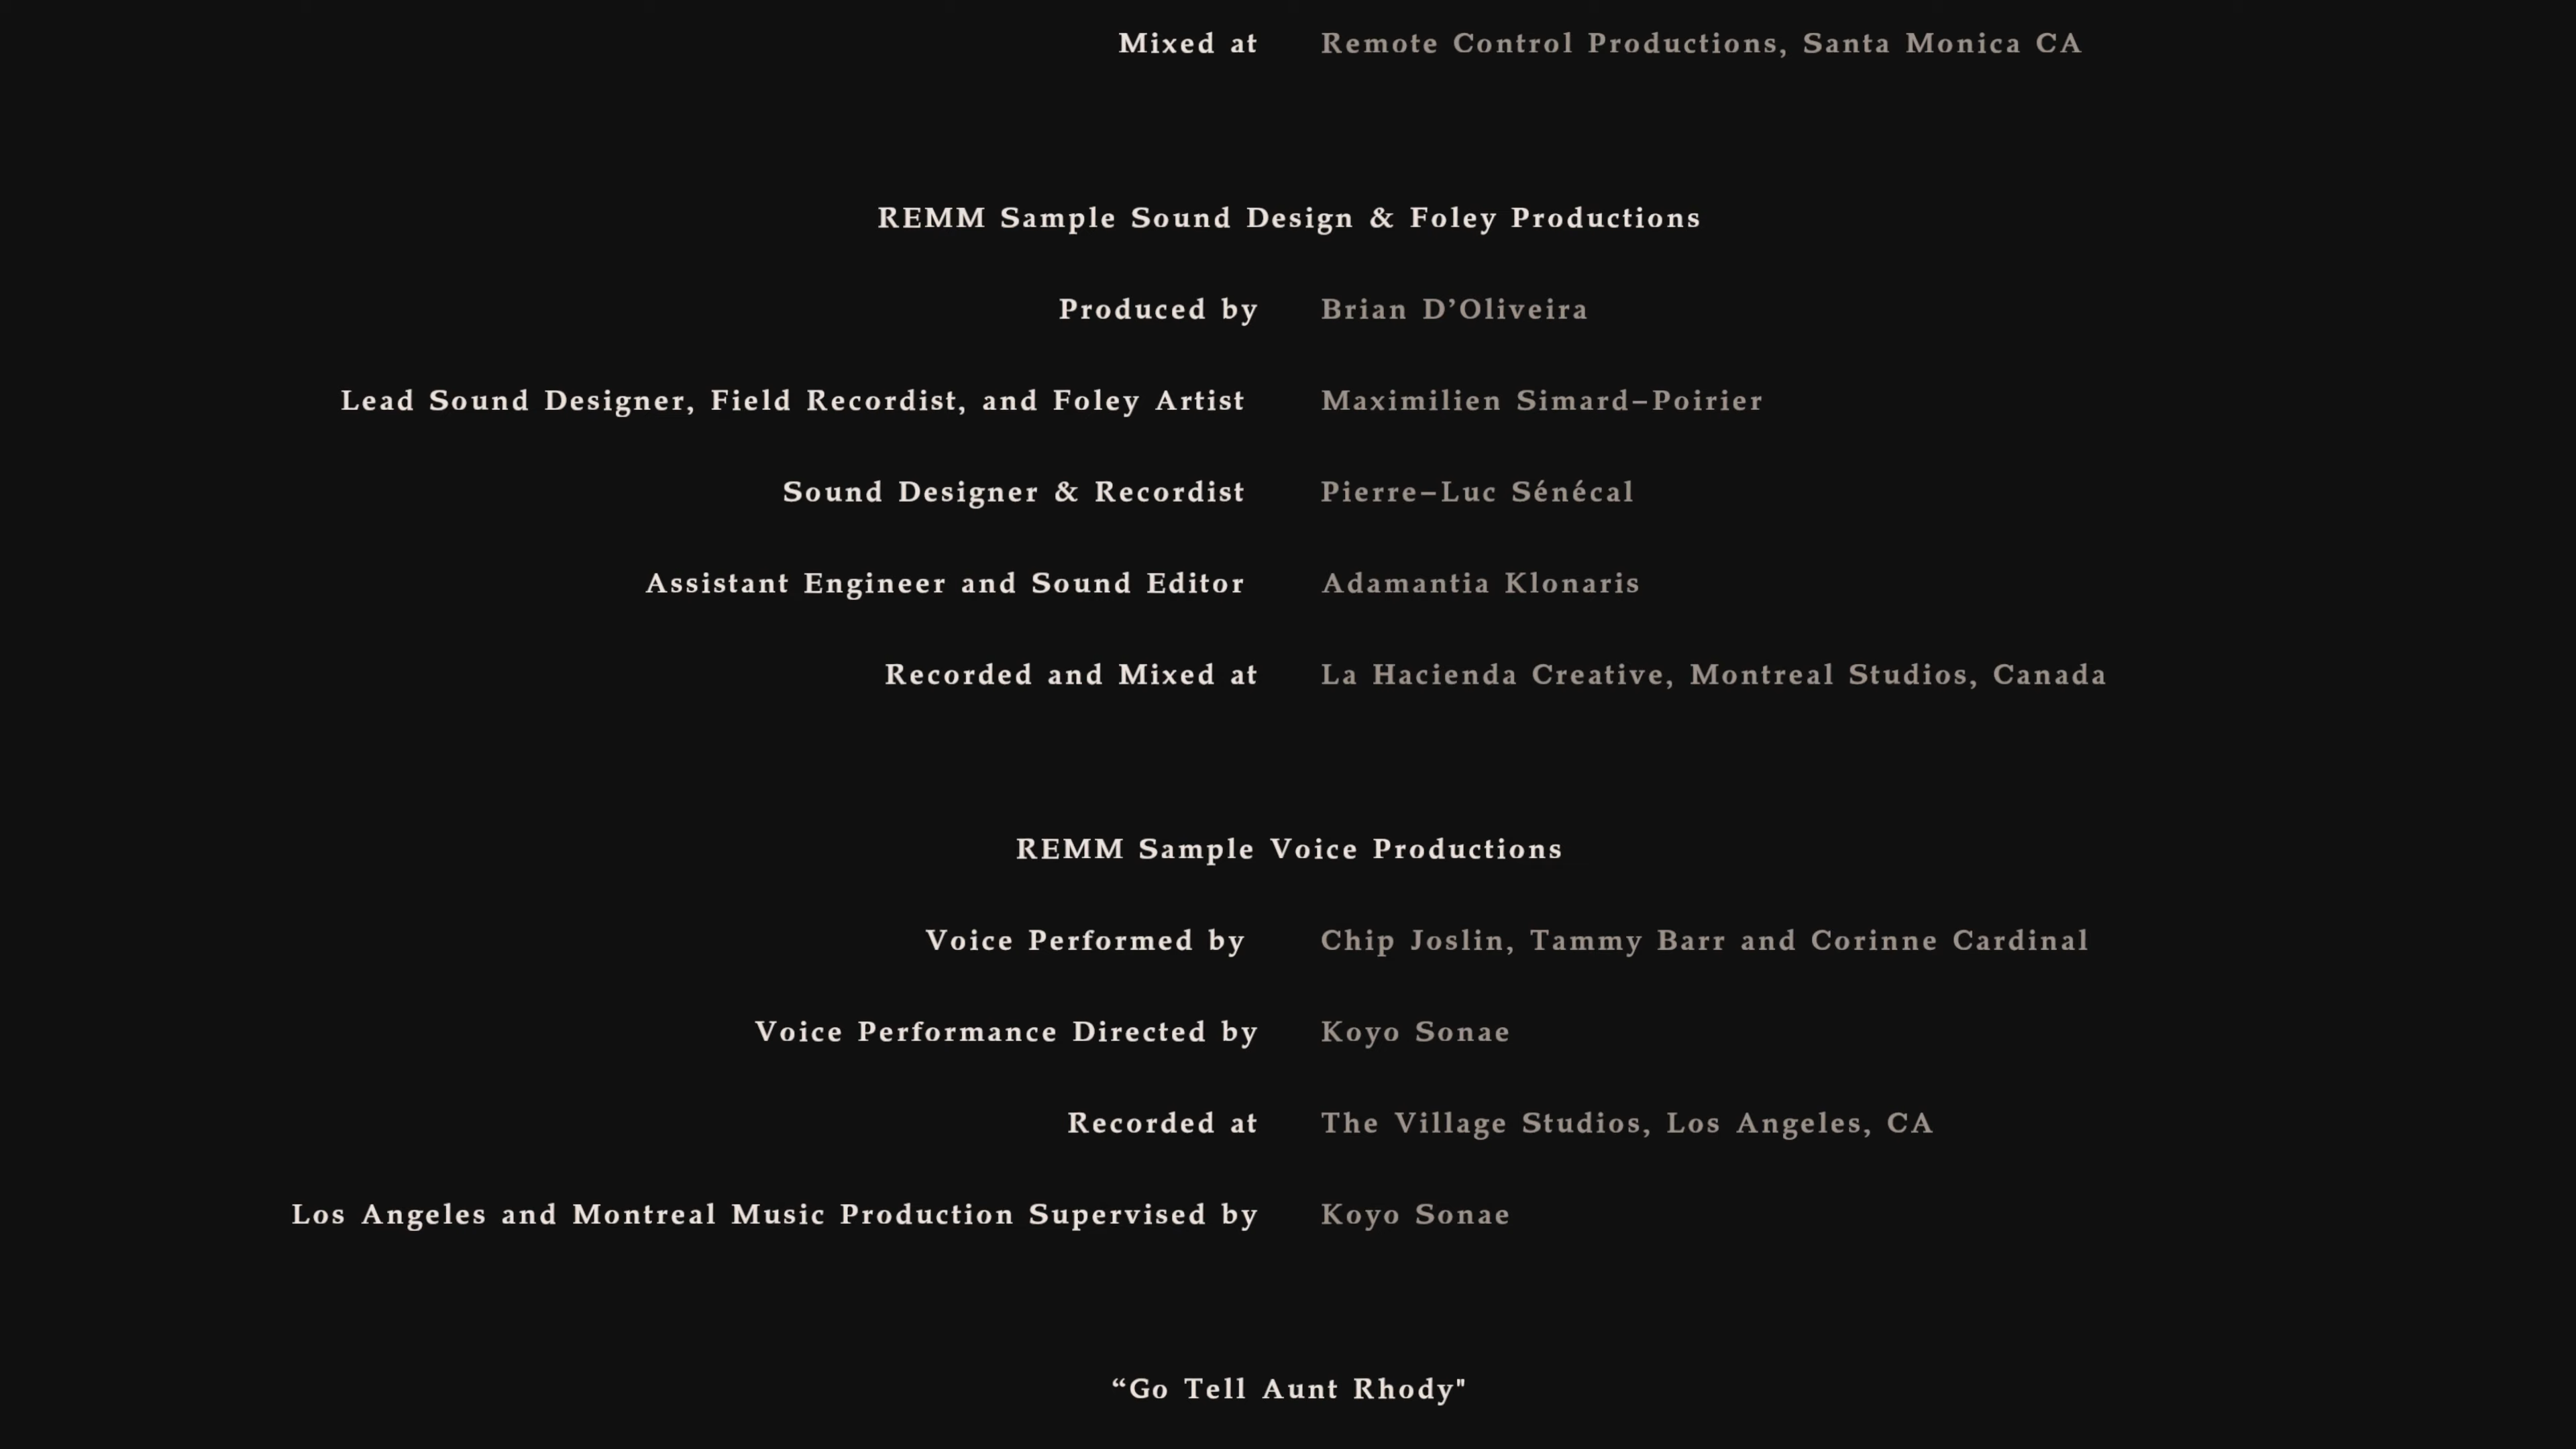 Mixed at Remote Control Productions, Santa Monica CA
REMM Sample Sound Design & Foley Productions
Produced by Brian D’Oliveira
Lead Sound Designer, Field Recordist, and Foley Artist Maximilien Simard–Poirier
Sound Designer & Recordist Pierre–Luc Sénécal
Assistant Engineer and Sound Editor Adamantia Klonaris
Recorded and Mixed at La Hacienda Creative, Montreal Studios, Canada
REMM Sample Voice Productions
Voice Performed by Chip Joslin, Tammy Barr and Corinne Cardinal
Voice Performance Directed by Koyo Sonae
Recorded at The Village Studios, Los Angeles, CA
Los Angeles and Montreal Music Production Supervised by Koyo Sonae
“Go Tell Aunt Rhody"